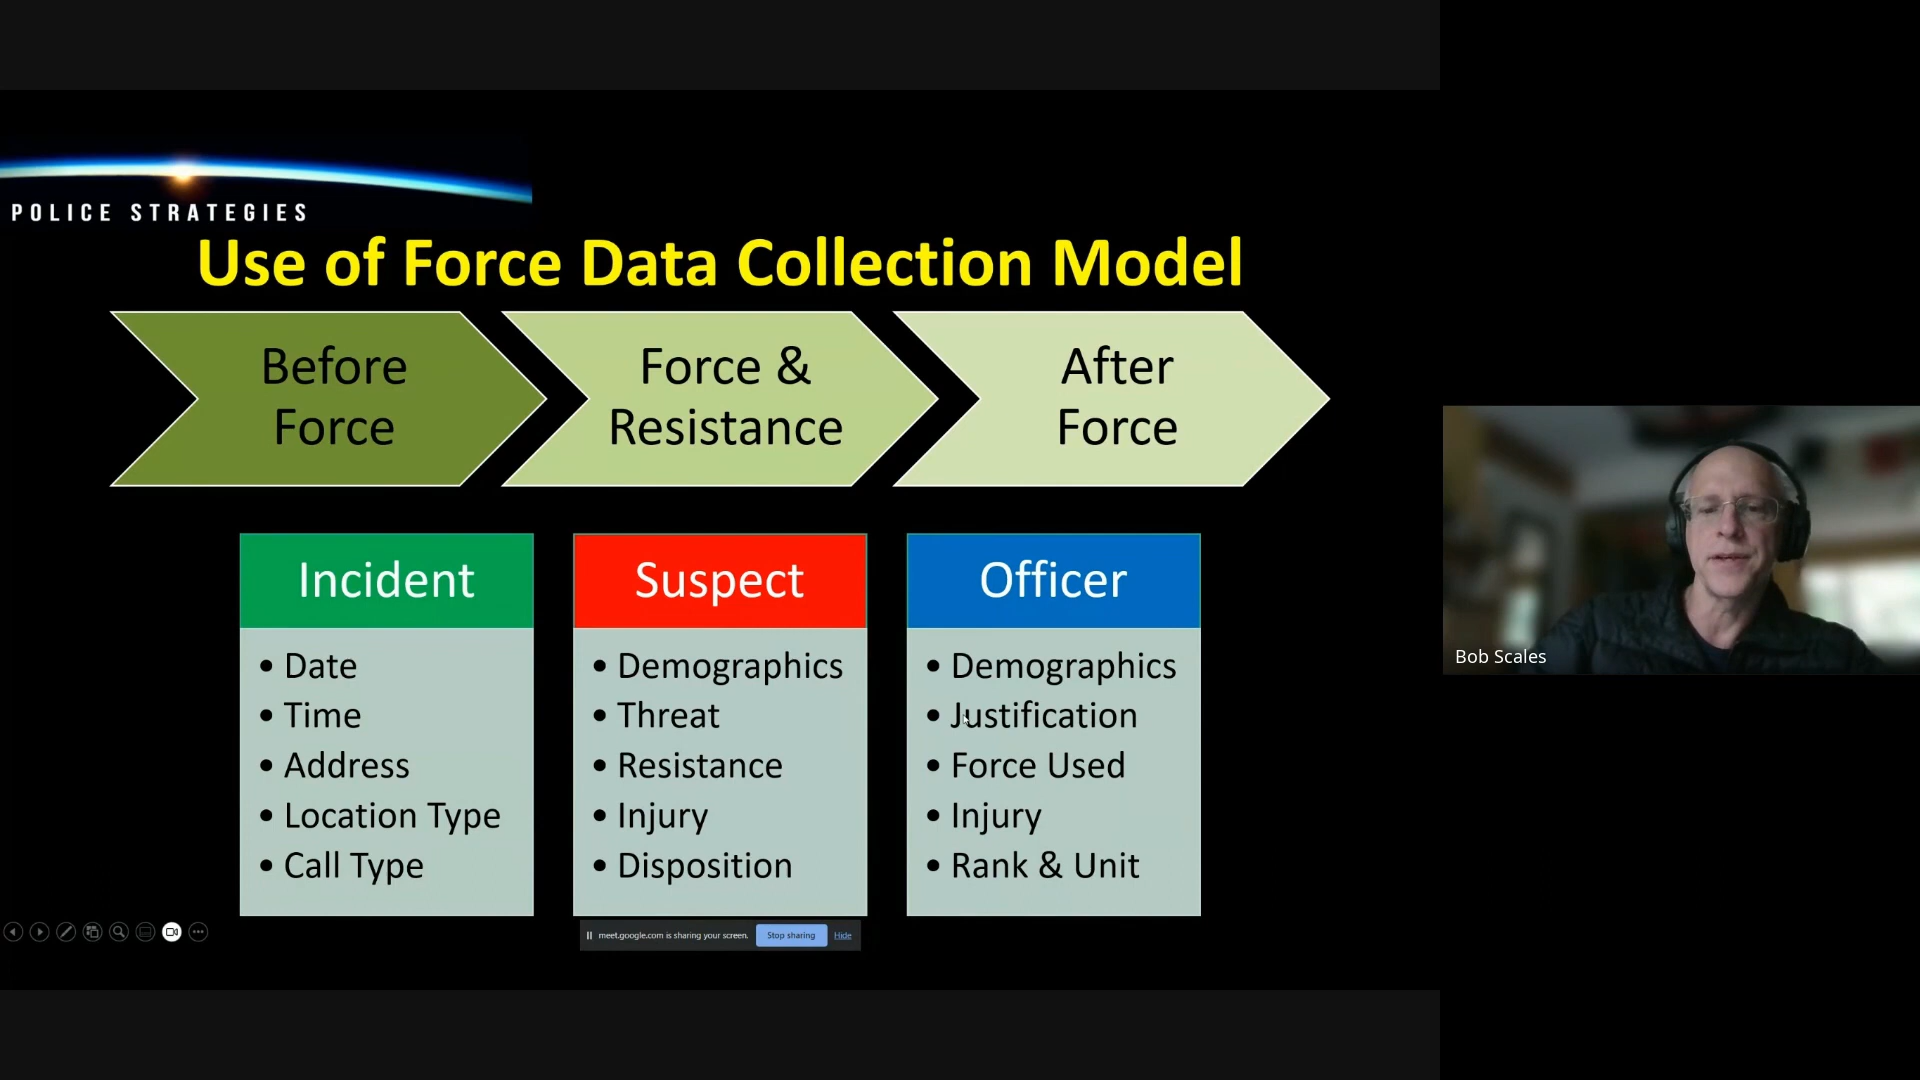 POLICE STRATEGIES
Use of Force Data Collection Model
Before
Force
Force &
Resistance
After
Force
Incident
• Date
• Time
• Address
• Location Type
• Call Type
Suspect
• Demographics
• Threat
• Resistance
• Injury
• Disposition
Officer
• Demographics
• Justification
• Force Used
• Injury
• Rank & Unit
meet.google.com is sharing your screen.
Stop sharing
Hide
Bob Scales